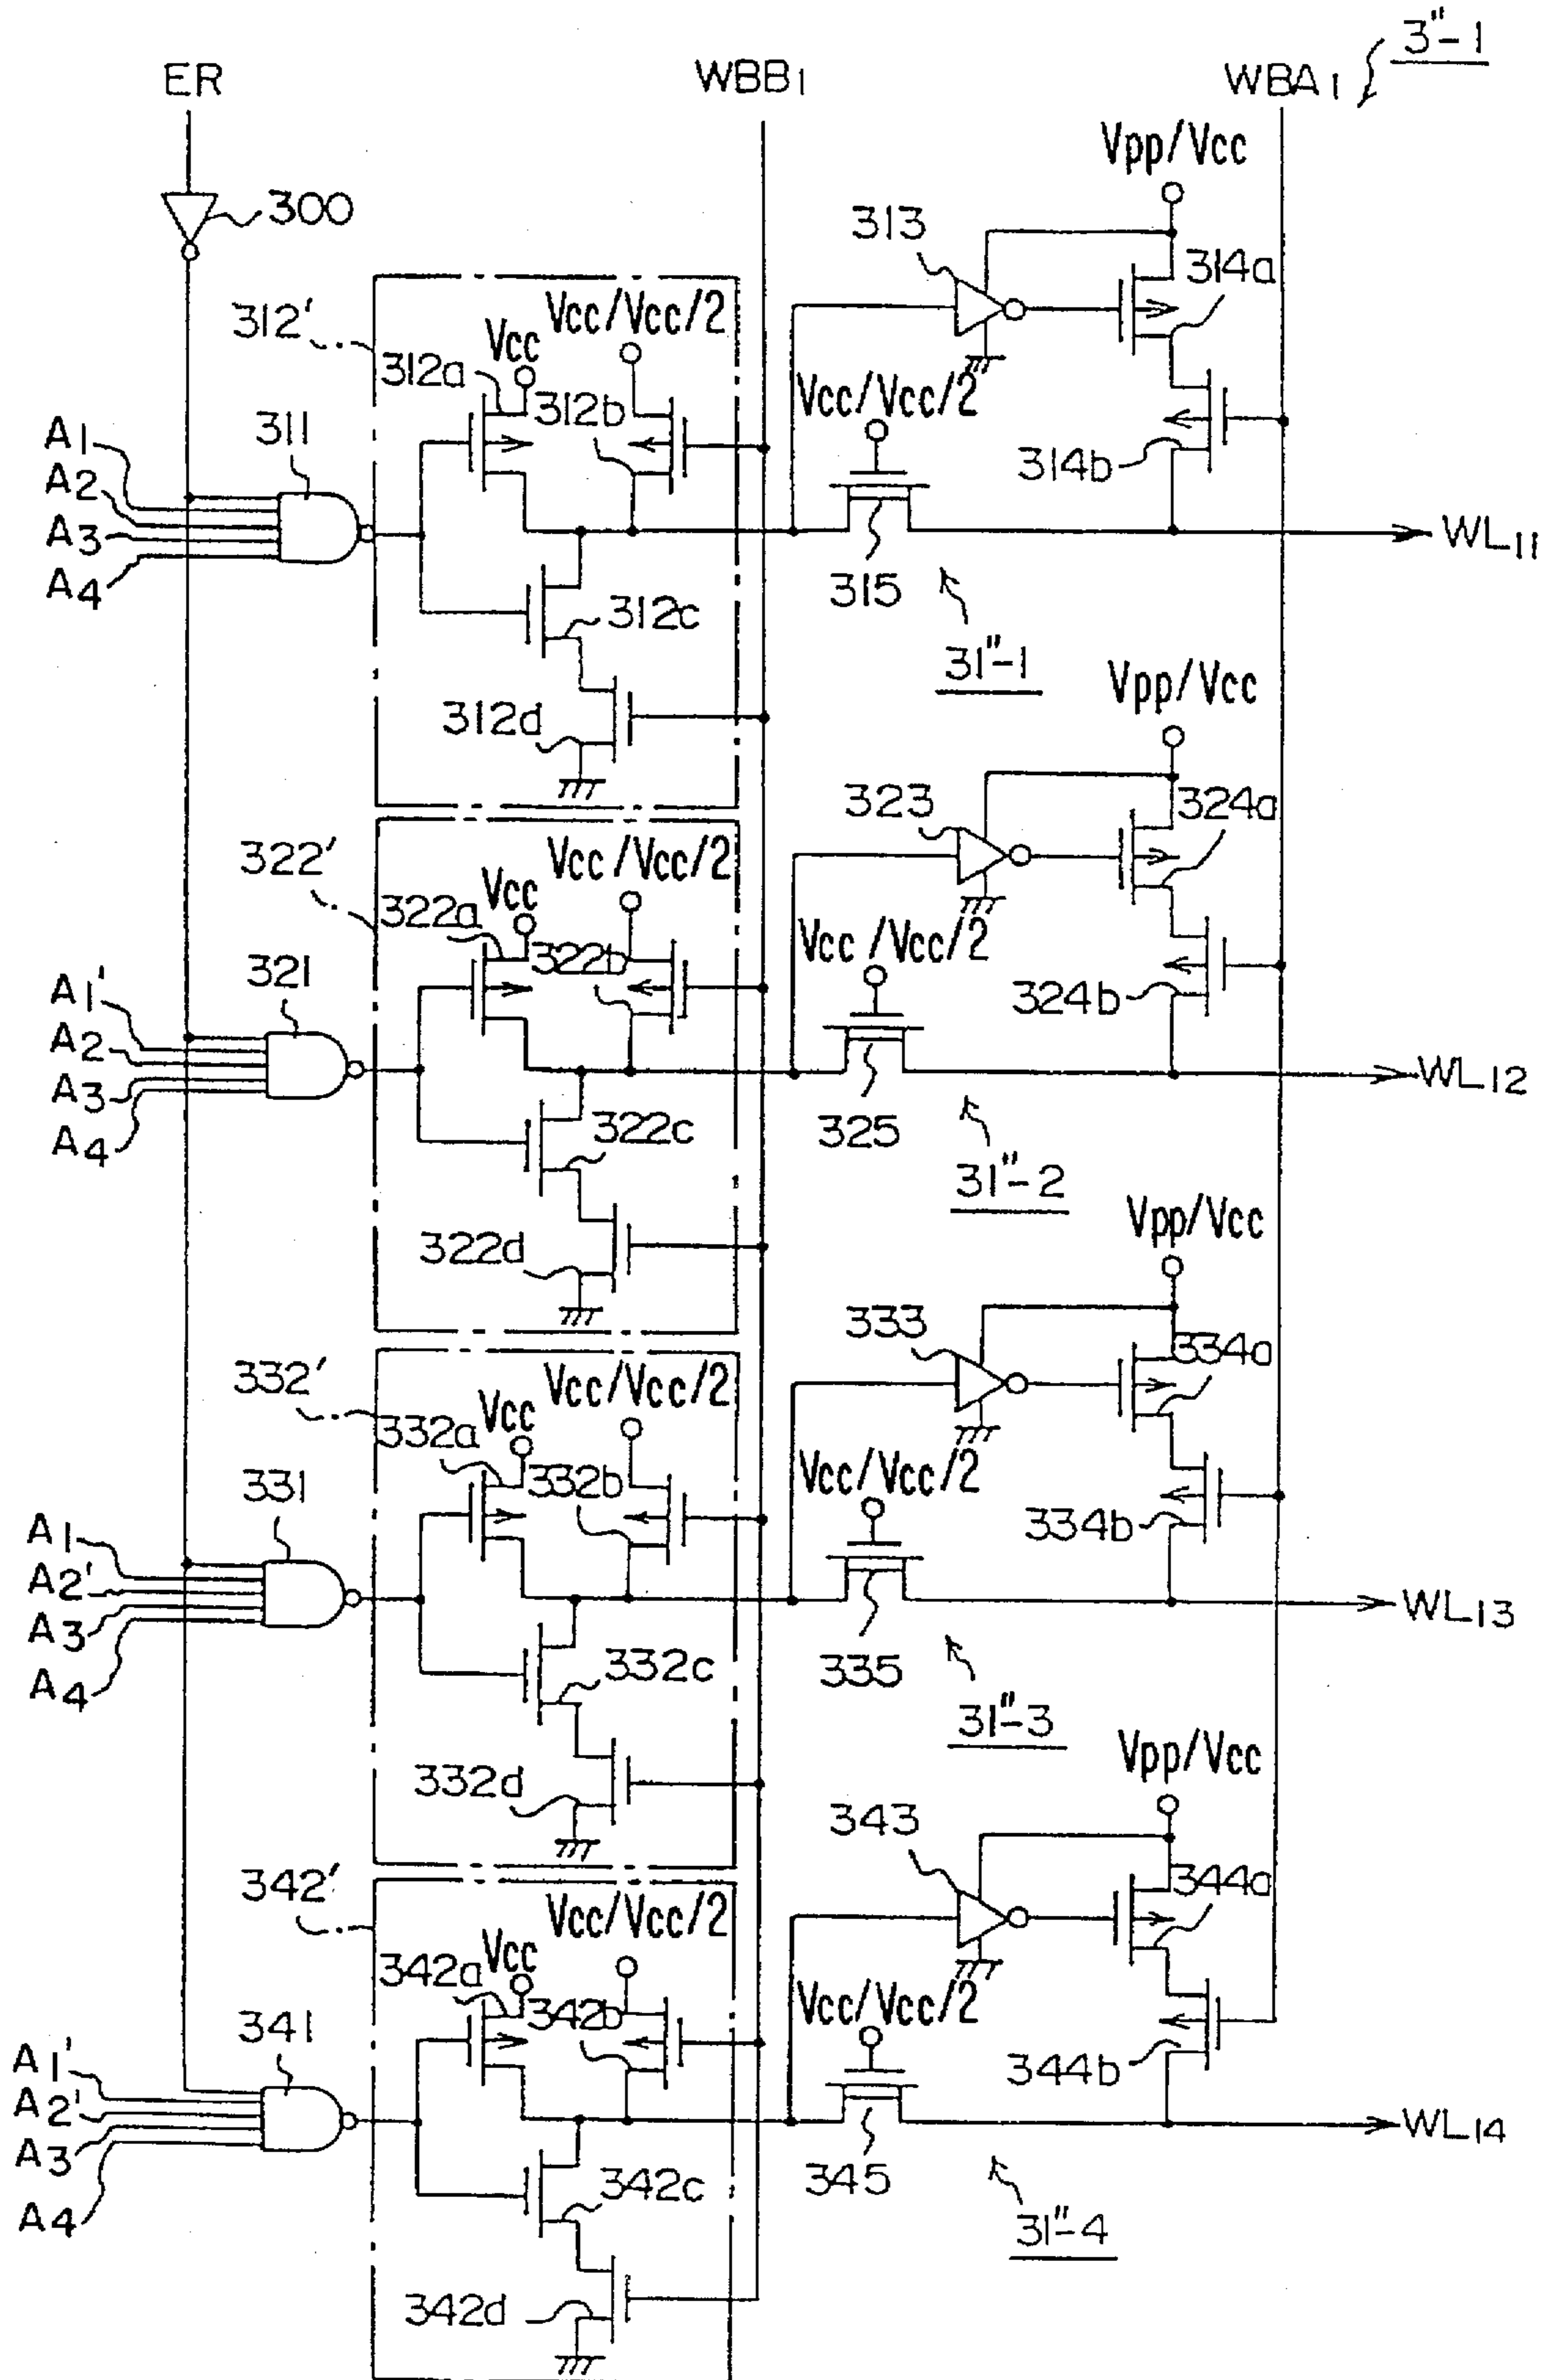 3"-1
ER
WBB1
WBA1
Vpp/Vcc
300
313
314a
312'
Vcc/Vcc/2
Vcc
312a
312b
Vcc/Vcc/2
311
A1
A2
A3
A4
314b
WL11
315
312c
31"-1
312d
Vpp/Vcc
323
324a
322'
Vcc/Vcc/2
Vcc
322a
322b
Vcc/Vcc/2
321
A1'
A2
A3
A4
324b
WL12
325
322c
31"-2
322d
Vpp/Vcc
333
334a
332'
Vcc/Vcc/2
Vcc
332a
332b
Vcc/Vcc/2
331
A1
A2'
A3
A4
334b
WL13
335
332c
31"-3
332d
Vpp/Vcc
343
344a
342'
Vcc/Vcc/2
Vcc
342a
342b
Vcc/Vcc/2
341
A1'
A2'
A3
A4
344b
WL14
345
342c
31"-4
342d